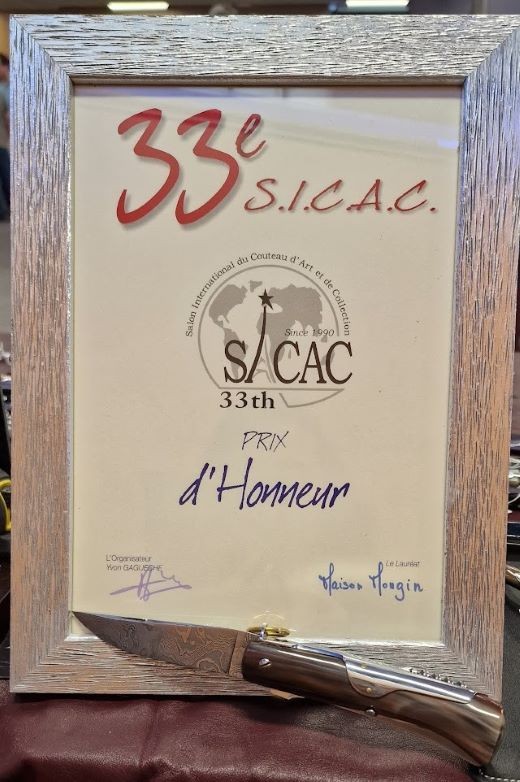 33e
S.I.C.A.C.
Salon International du Couteau d'Art et de Collection
Since 1990
SICAC
33th
PRIX
d'Honneur
L'Organisateur
Yvon GAGUECHE
Le Lauréat
Maison Mongin